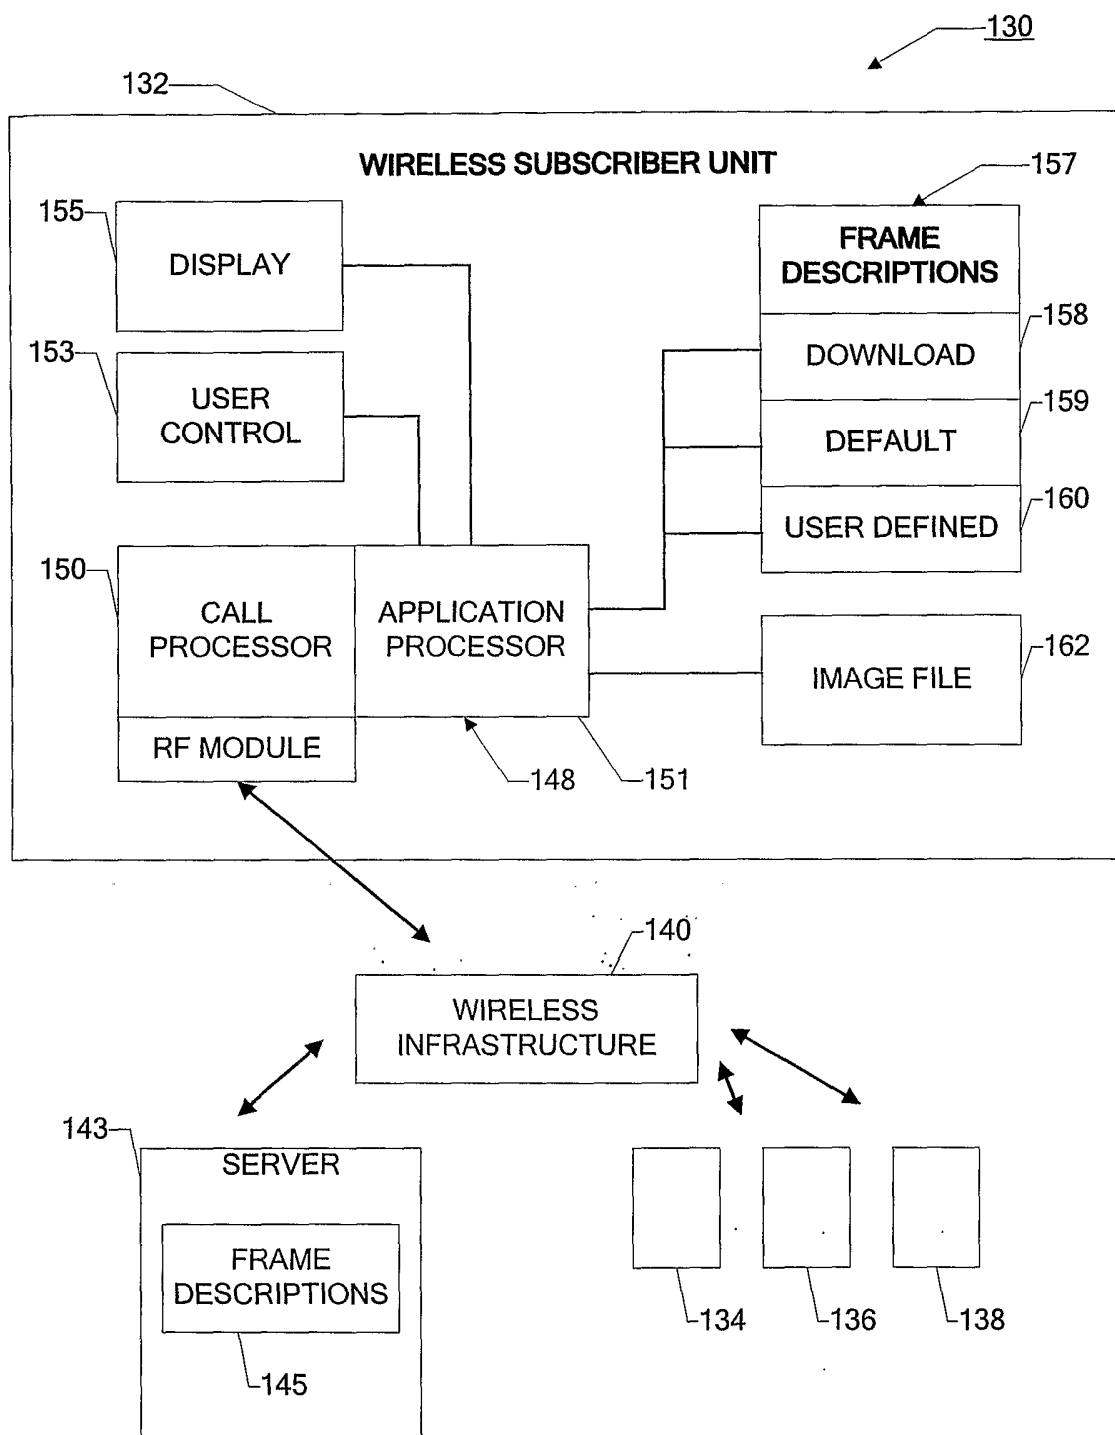 130
132
WIRELESS SUBSCRIBER UNIT
157
155
DISPLAY
FRAME
DESCRIPTIONS
158
DOWNLOAD
153
USER
CONTROL
159
DEFAULT
160
USER DEFINED
150
CALL
PROCESSOR
APPLICATION
PROCESSOR
162
IMAGE FILE
RF MODULE
148
151
140
WIRELESS
INFRASTRUCTURE
143
SERVER
FRAME
DESCRIPTIONS
145
134
136
138